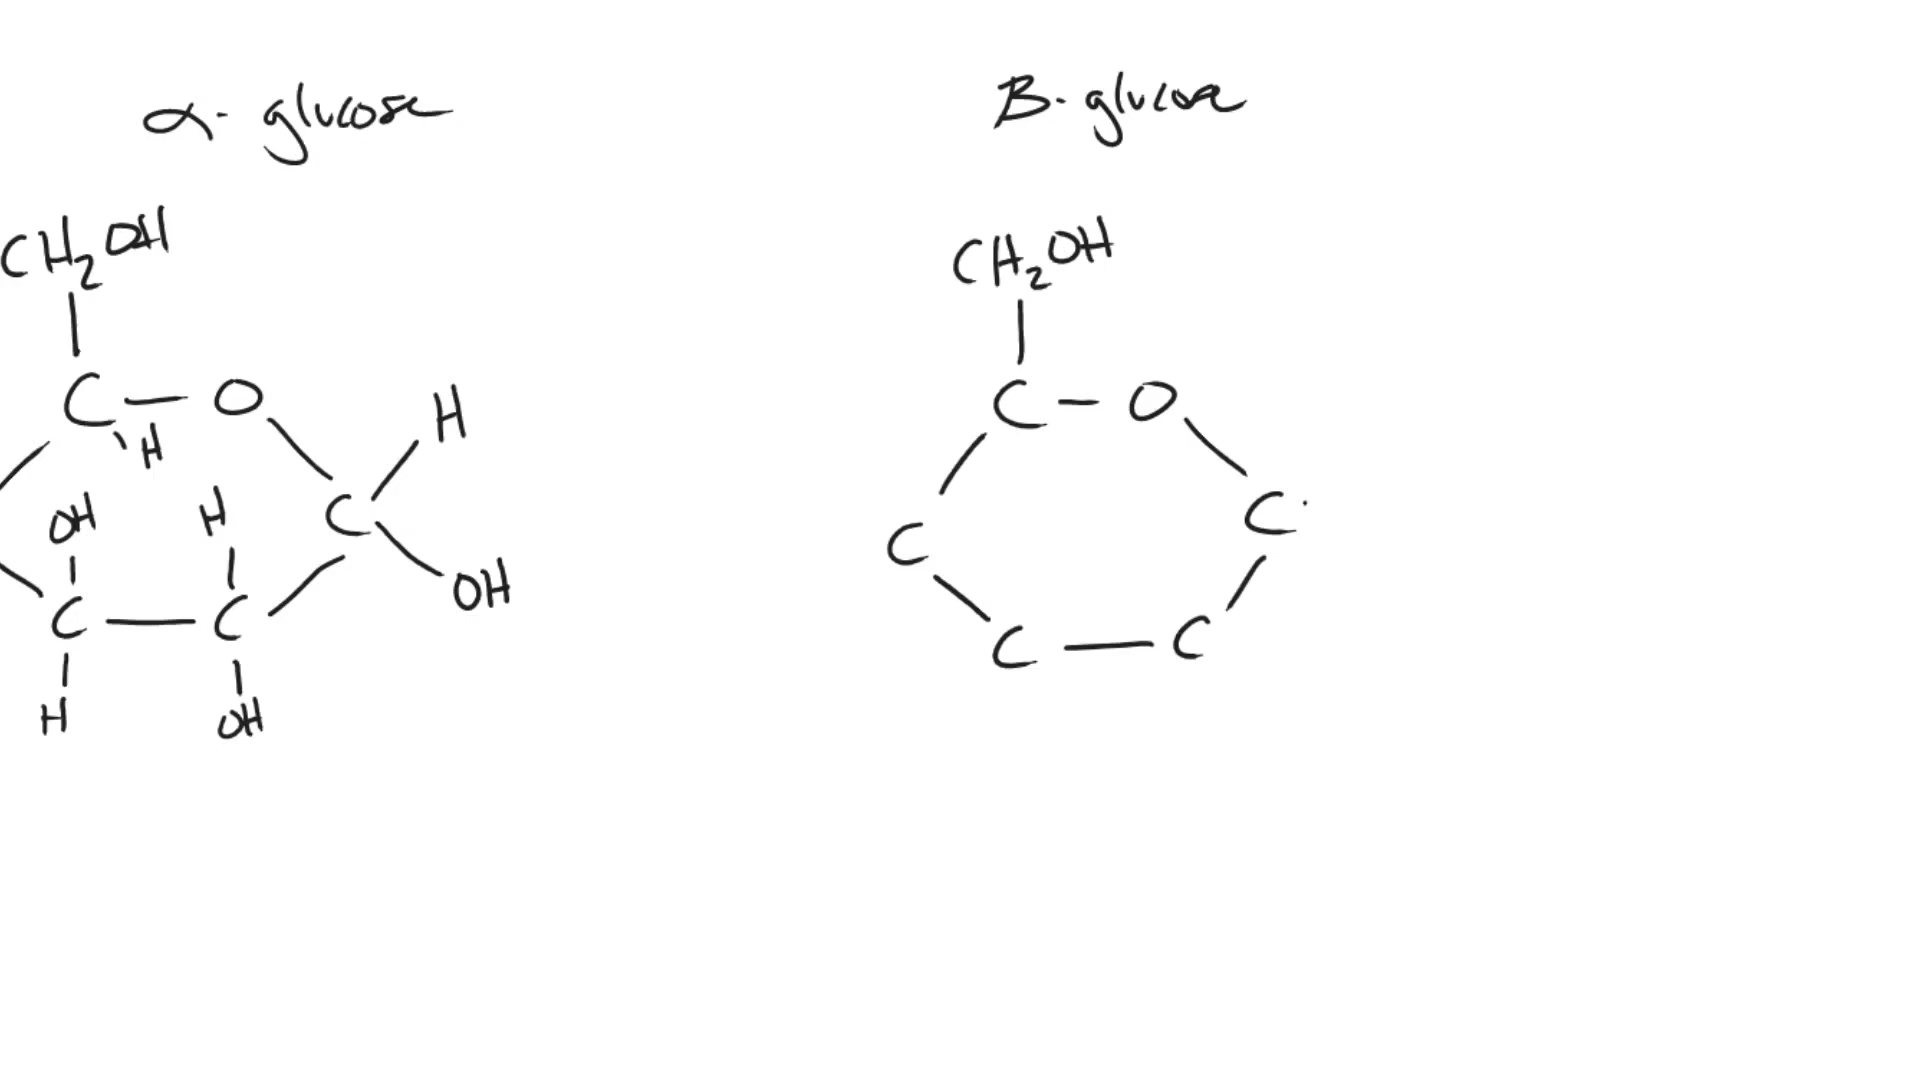 α- glucose
B- glucose
CH₂OH
C - O
H
H
OH
H
C
OH
C — C
H
OH
CH₂OH
C - O
C
C
C — C